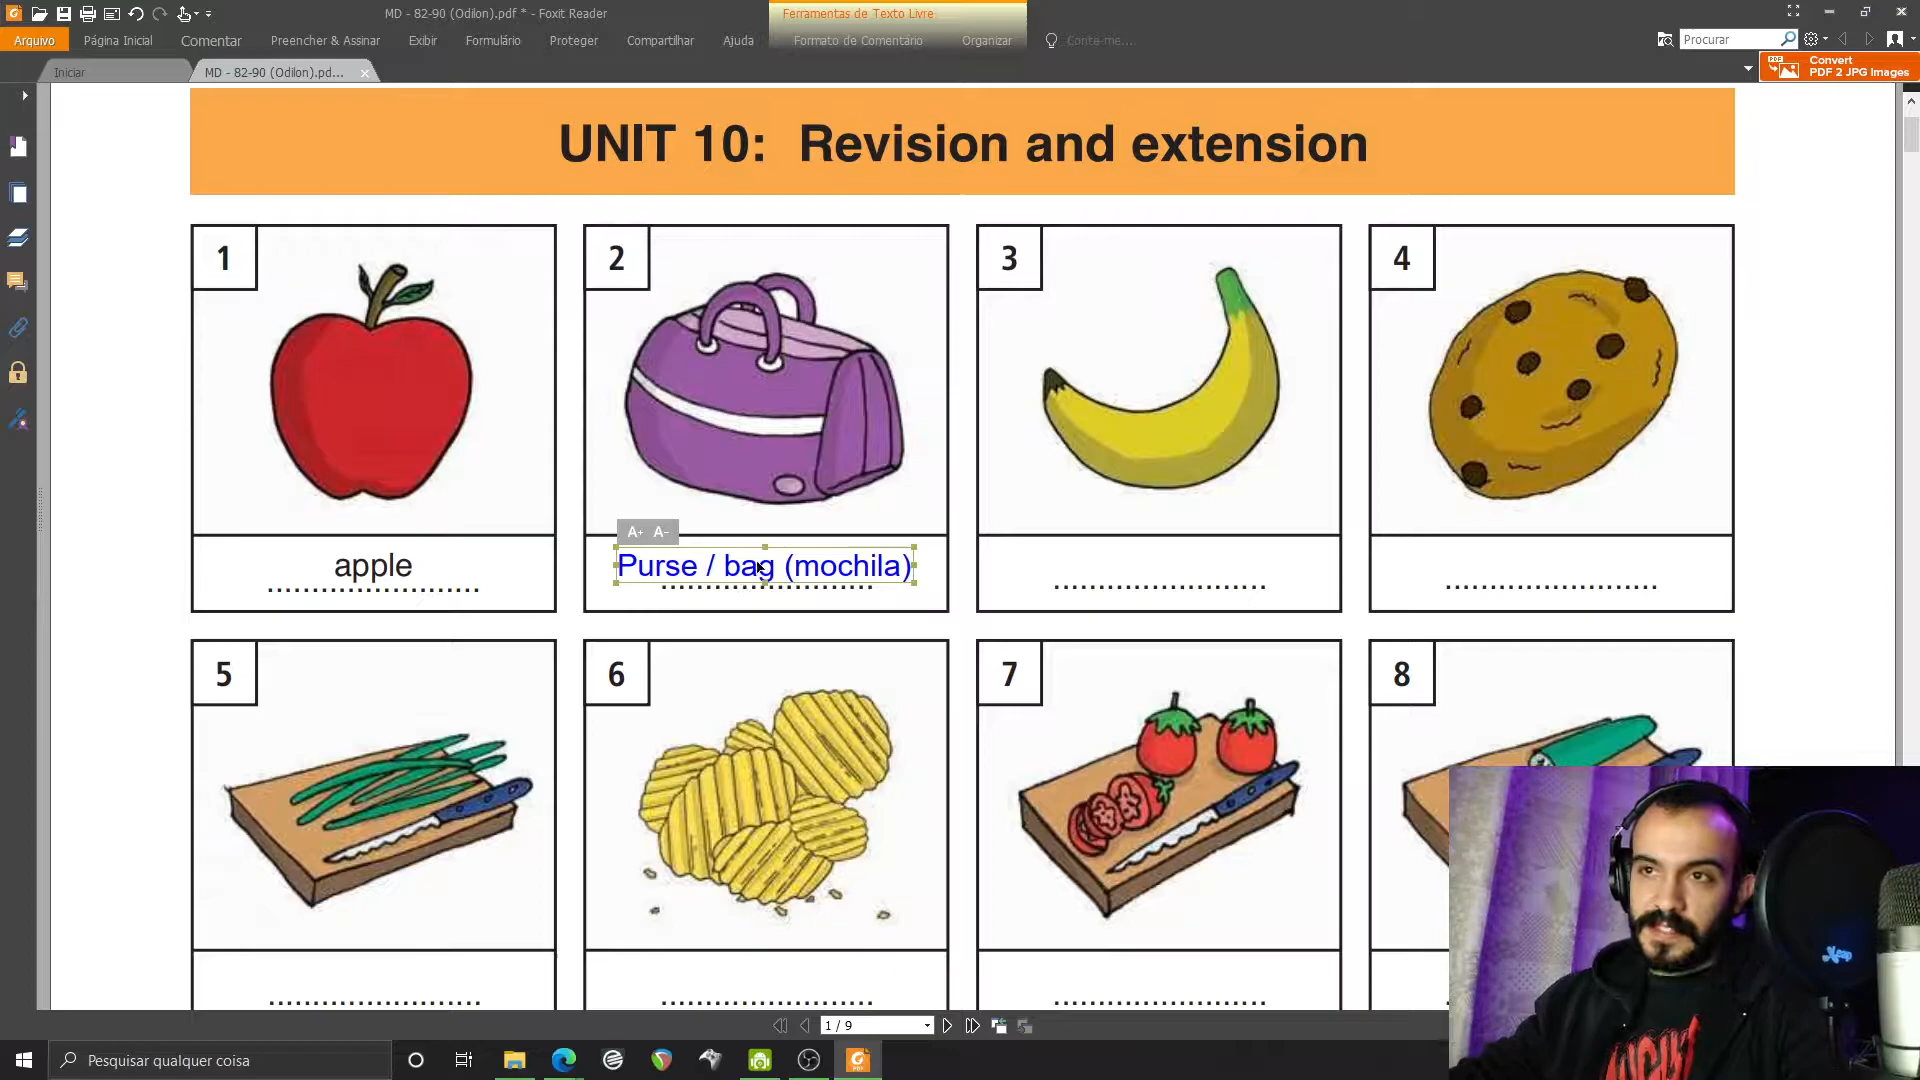 MD - 82-90 (Odilon).pdf * - Foxit Reader
Ferramentas de Texto Livre
Arquivo Página Inicial Comentar Preencher & Assinar Exibir Formulário Proteger Compartilhar Ajuda Formato de Comentário Organizar Conte-me... Procurar
Iniciar MD - 82-90 (Odilon).pd...
Convert
PDF 2 JPG Images
UNIT 10: Revision and extension
1 2 3 4
A+ A-
apple Purse / bag (mochila)
5 6 7 8
1 / 9
Pesquisar qualquer coisa